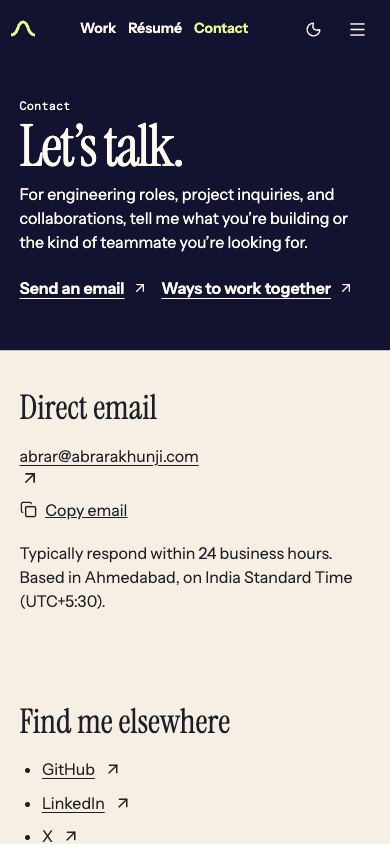 Work Résumé Contact
Contact
Let's talk.
For engineering roles, project inquiries, and
collaborations, tell me what you're building or
the kind of teammate you're looking for.
Send an email ↗ Ways to work together ↗
Direct email
abrar@abrarakhunji.com
↗
Copy email
Typically respond within 24 business hours.
Based in Ahmedabad, on India Standard Time
(UTC+5:30).
Find me elsewhere
• GitHub ↗
• LinkedIn ↗
• X ↗